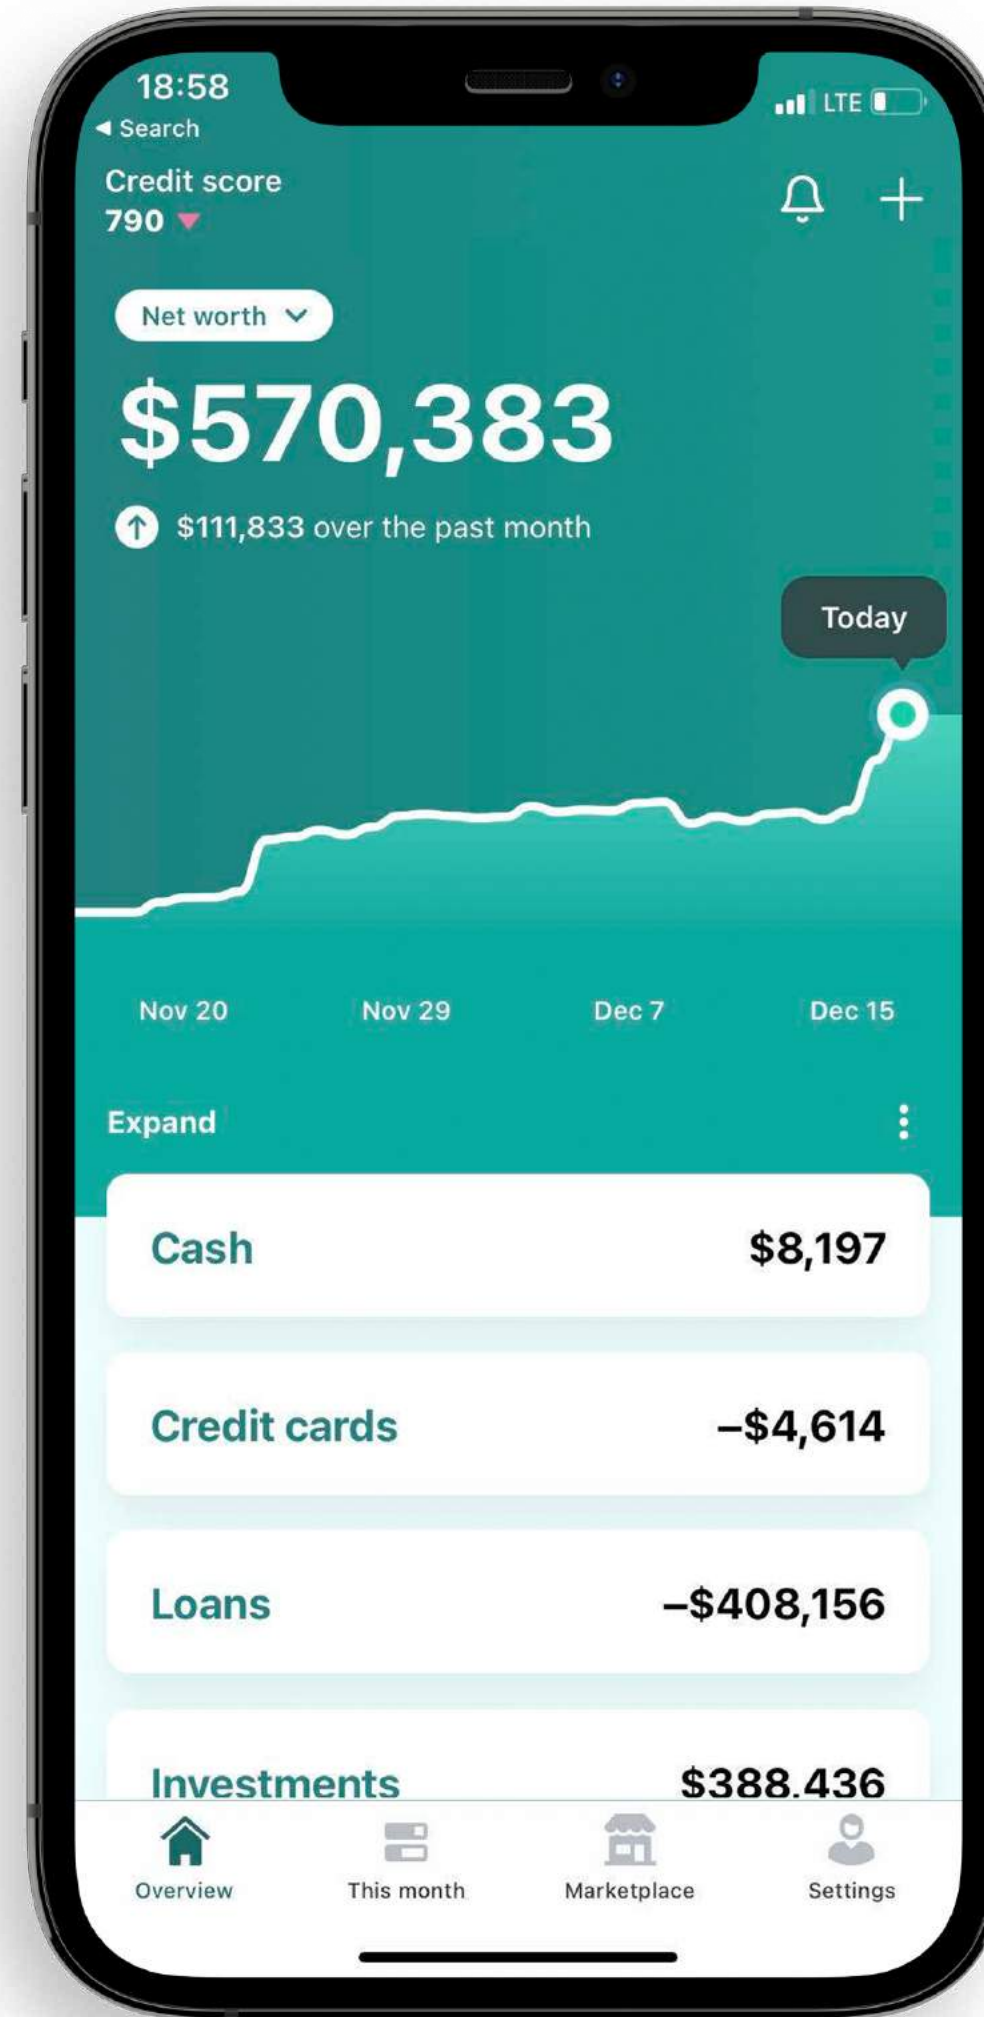 18:58
LTE
◀ Search
Credit score
790
Net worth
$570,383
$111,833 over the past month
Today
Nov 20 Nov 29 Dec 7 Dec 15
Expand
Cash $8,197
Credit cards –$4,614
Loans –$408,156
Investments $388,436
Overview This month Marketplace Settings